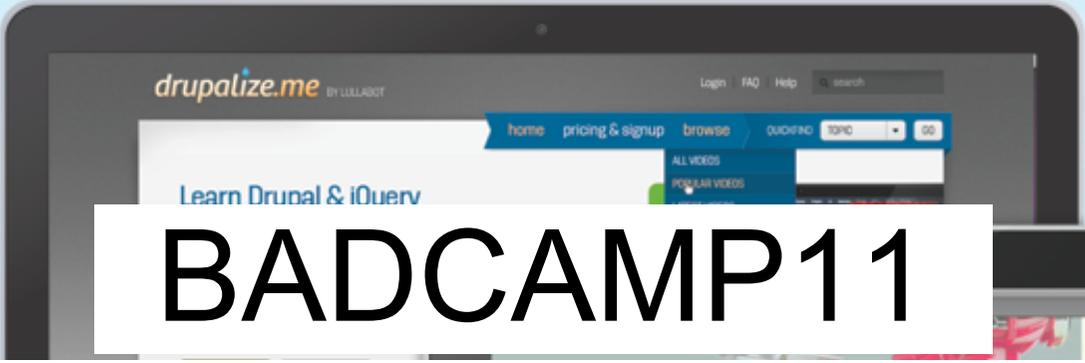 drupalize.me BY LULLABOT
Login FAQ Help search
home pricing & signup browse QUICKFIND TOPIC GO
ALL VIDEOS
POPULAR VIDEOS
Learn Drupal & jQuery
BADCAMP11